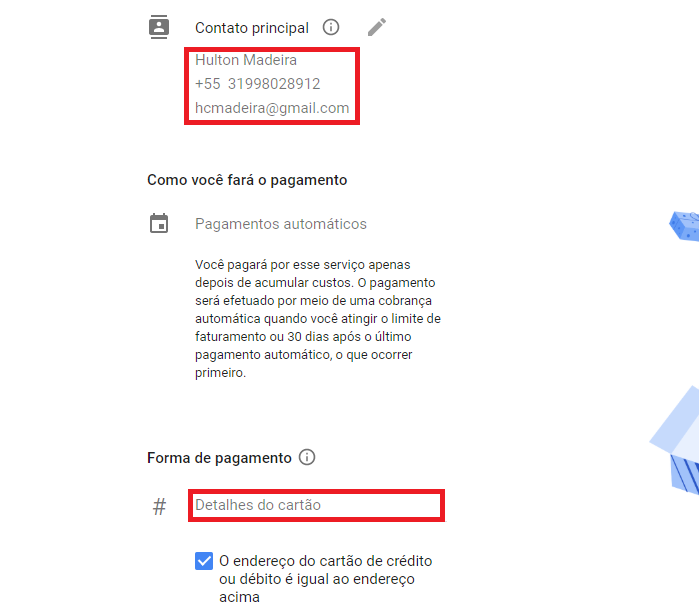 Contato principal
Hulton Madeira
+55 31998028912
hcmadeira@gmail.com
Como você fará o pagamento
Pagamentos automáticos
Você pagará por esse serviço apenas
depois de acumular custos. O pagamento
será efetuado por meio de uma cobrança
automática quando você atingir o limite de
faturamento ou 30 dias após o último
pagamento automático, o que ocorrer
primeiro.
Forma de pagamento
# Detalhes do cartão
O endereço do cartão de crédito
ou débito é igual ao endereço
acima